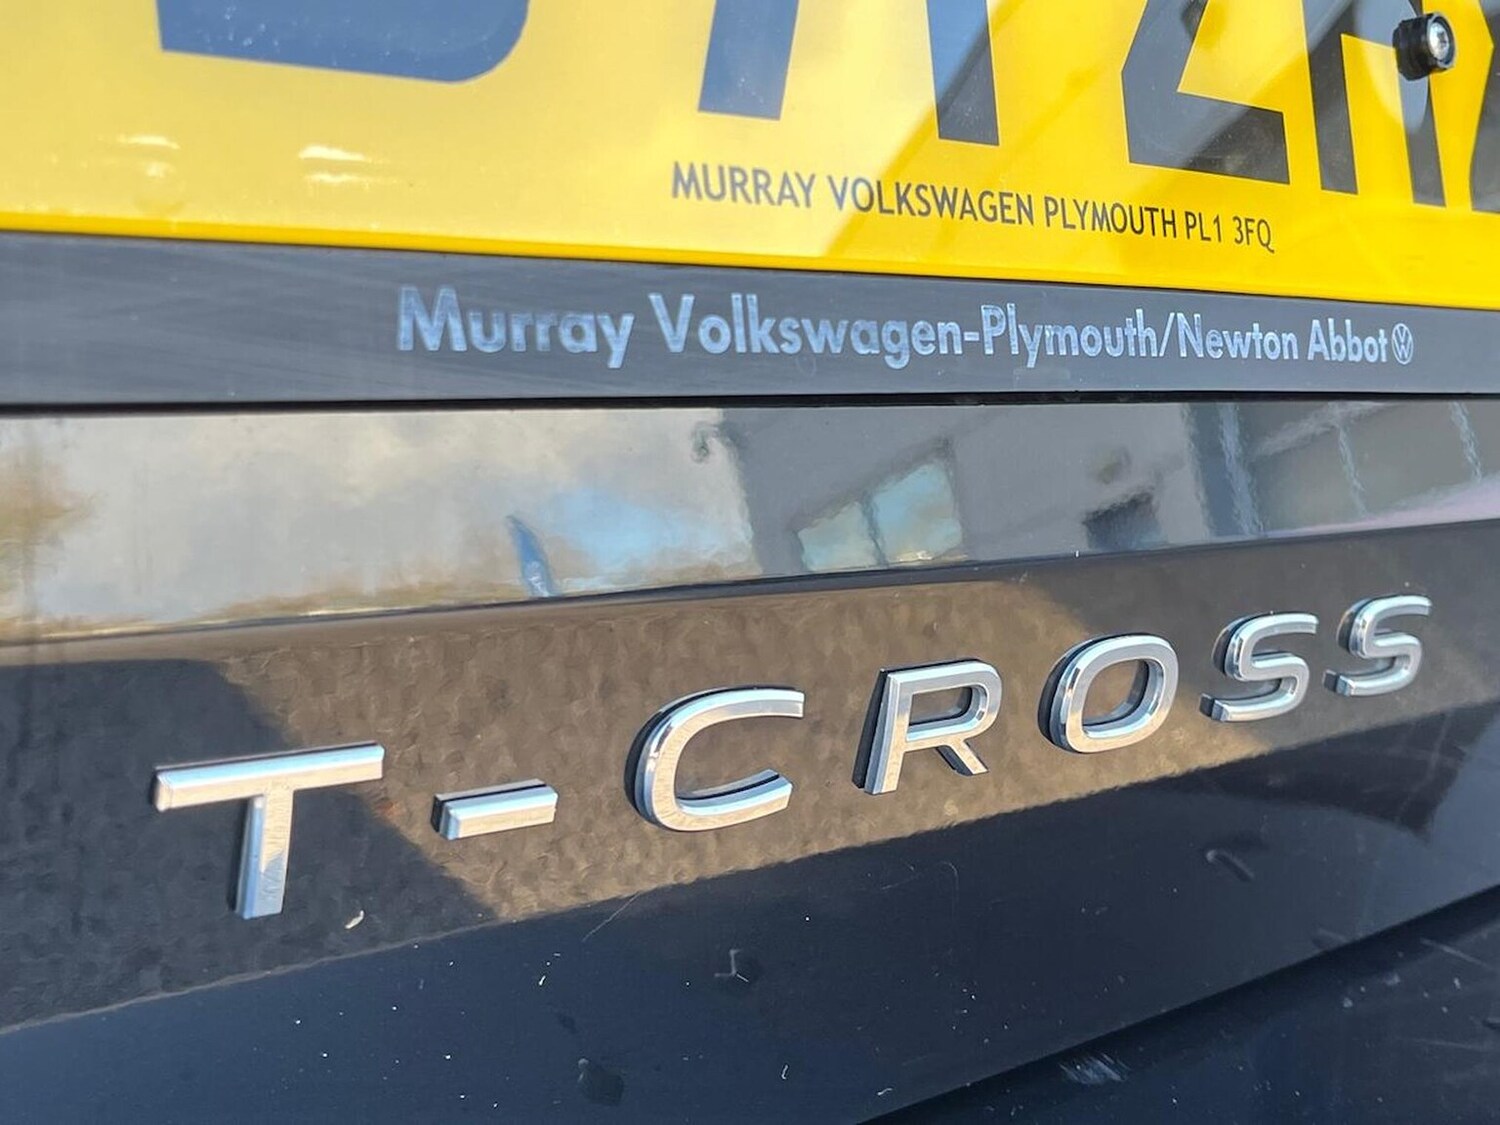 MURRAY VOLKSWAGEN PLYMOUTH PL1 3FQ
Murray Volkswagen-Plymouth/Newton Abbot
T-CROSS